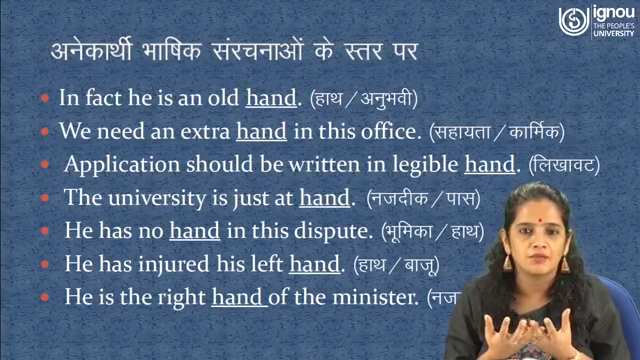 ignou
THE PEOPLE'S
UNIVERSITY
अनेकार्थी भाषिक संरचनाओं के स्तर पर
• In fact he is an old hand. (हाथ/अनुभवी)
• We need an extra hand in this office. (सहायता/कार्मिक)
• Application should be written in legible hand. (लिखावट)
• The university is just at hand. (नजदीक/पास)
• He has no hand in this dispute. (भूमिका/हाथ)
• He has injured his left hand. (हाथ/बाजू)
• He is the right hand of the minister.